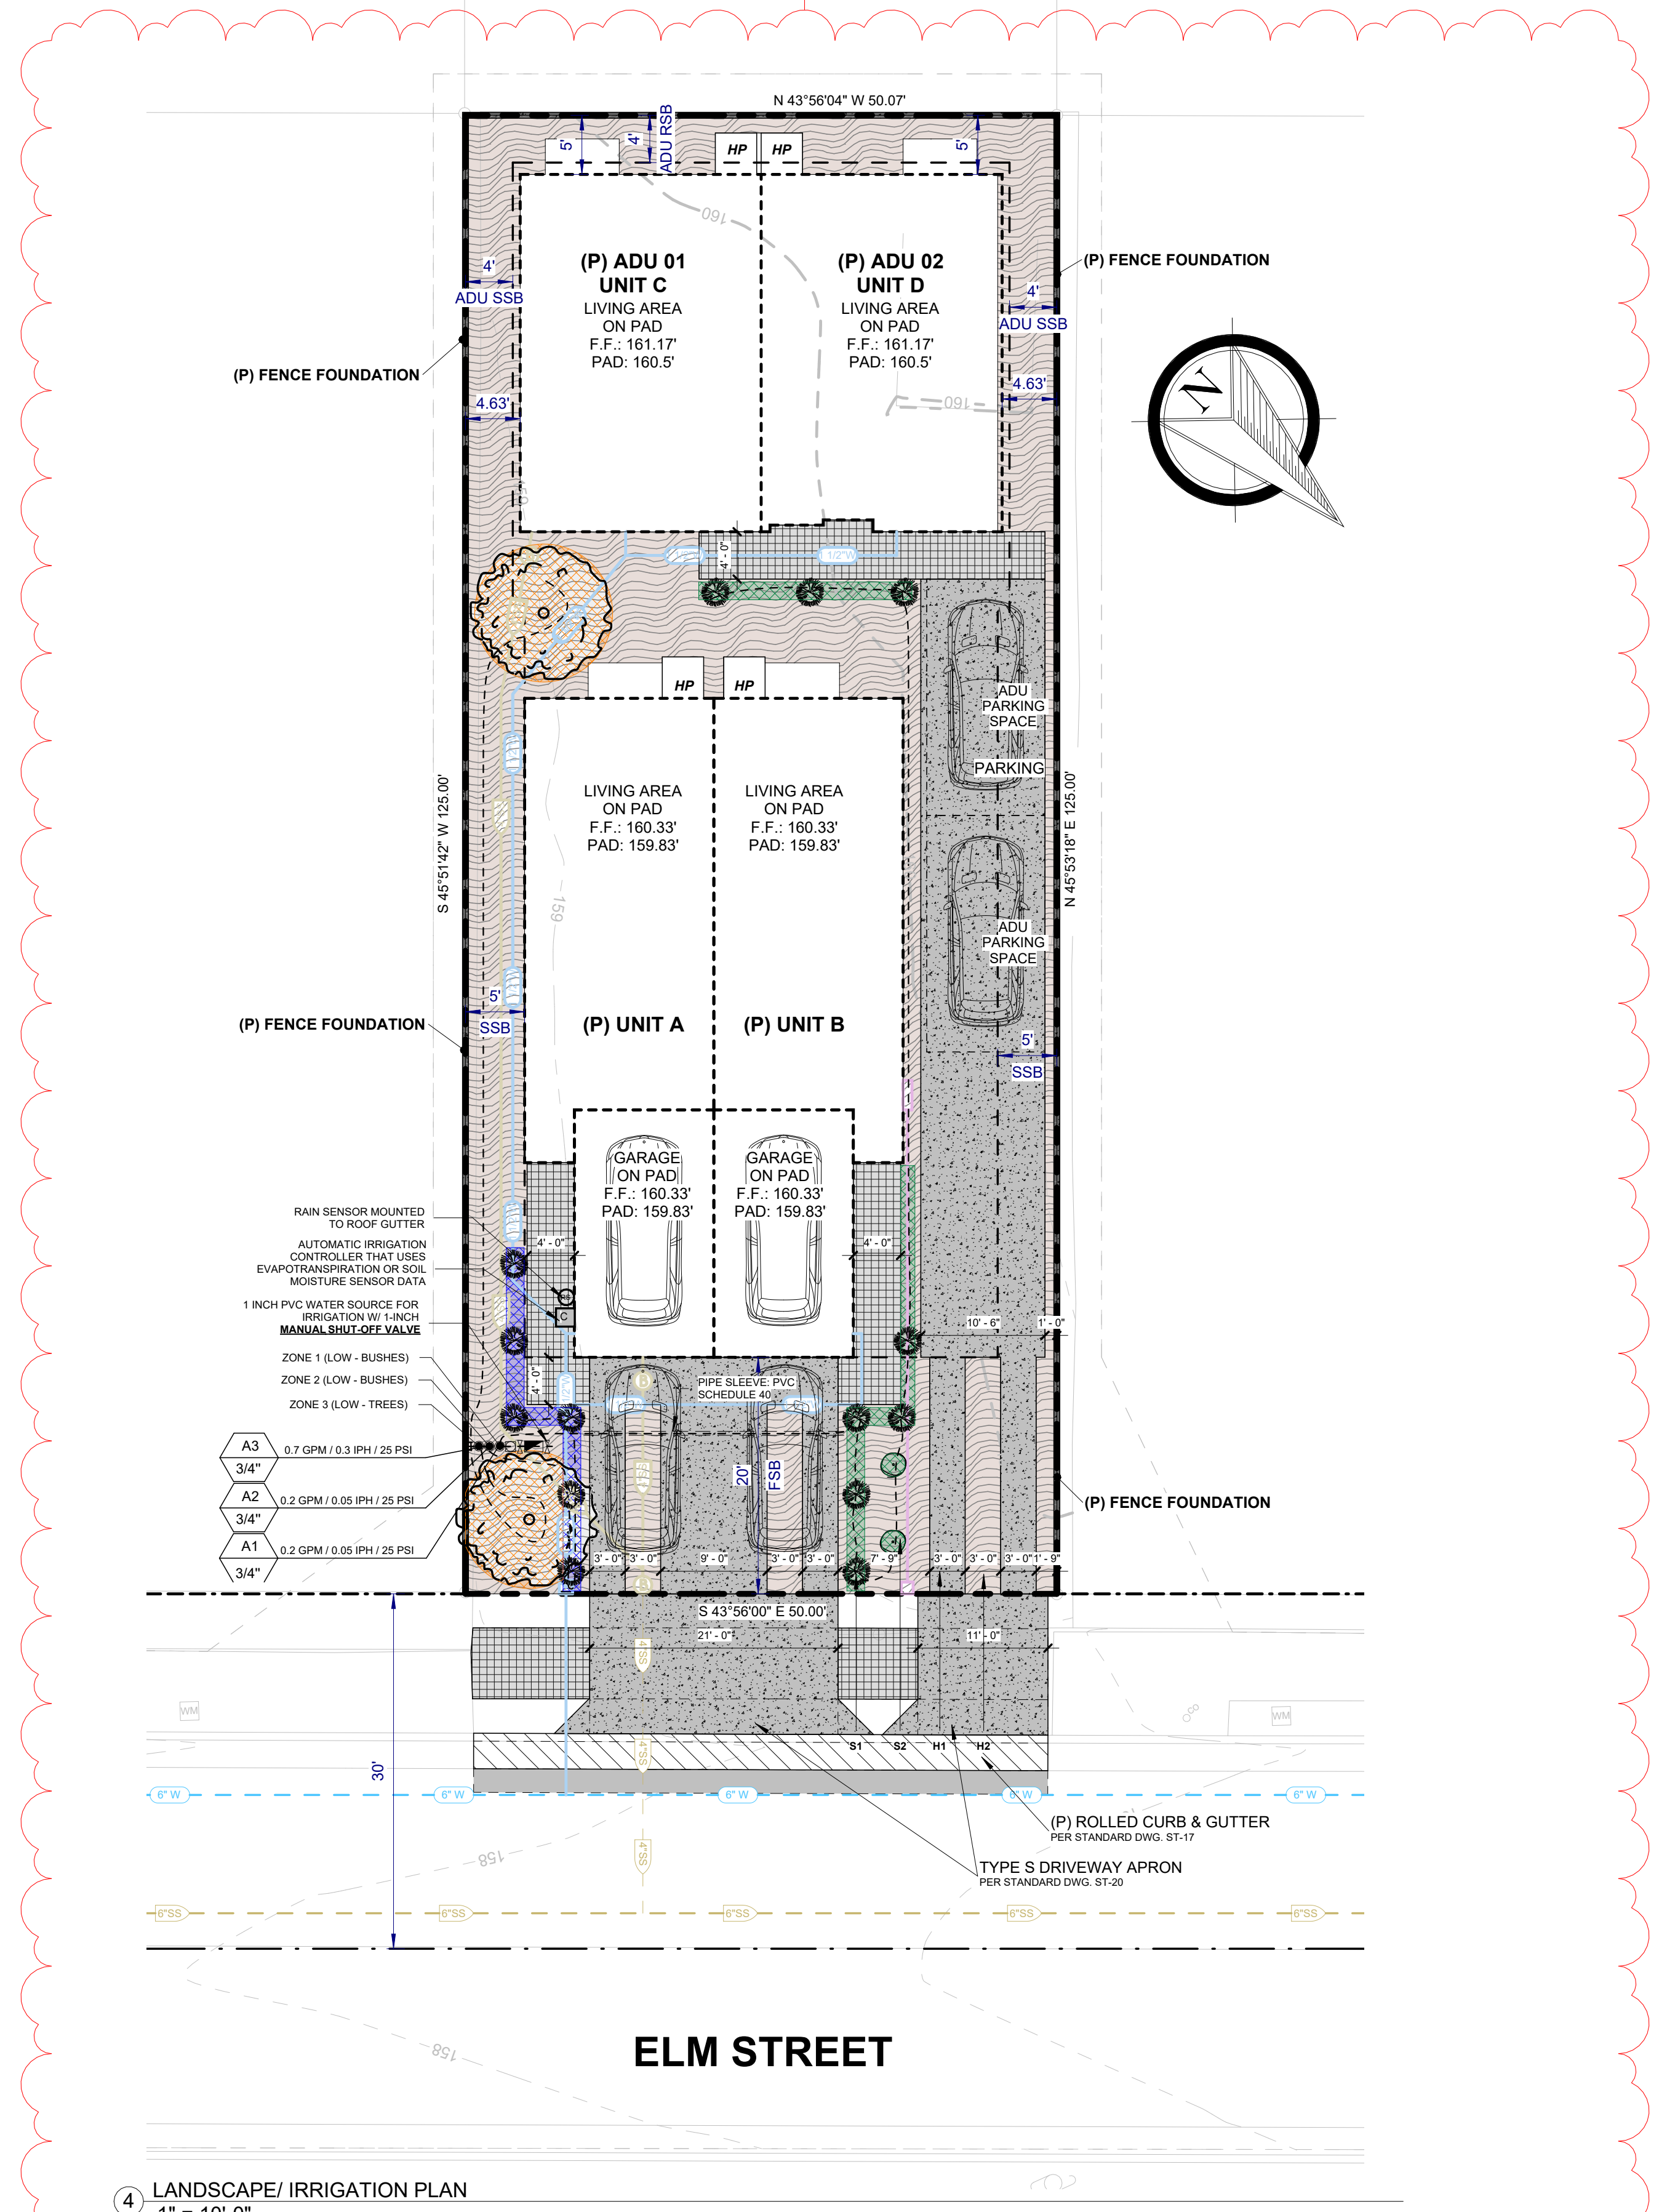 N 43°56'04" W 50.07'
5'
4'
ADU RSB
HP
HP
5'
160
(P) ADU 01
UNIT C
LIVING AREA
ON PAD
F.F.: 161.17'
PAD: 160.5'
(P) ADU 02
UNIT D
LIVING AREA
ON PAD
F.F.: 161.17'
PAD: 160.5'
(P) FENCE FOUNDATION
4'
ADU SSB
4'
ADU SSB
N
(P) FENCE FOUNDATION
4.63'
4.63'
160
4' - 0"
1/2"W
1 1/2"W
HP
HP
ADU
PARKING
SPACE
PARKING
S 45°51'42" W 125.00'
N 45°53'18" E 125.00'
LIVING AREA
ON PAD
F.F.: 160.33'
PAD: 159.83'
LIVING AREA
ON PAD
F.F.: 160.33'
PAD: 159.83'
159
ADU
PARKING
SPACE
5'
SSB
(P) FENCE FOUNDATION
(P) UNIT A
(P) UNIT B
5'
SSB
GARAGE
ON PAD
F.F.: 160.33'
PAD: 159.83'
GARAGE
ON PAD
F.F.: 160.33'
PAD: 159.83'
RAIN SENSOR MOUNTED
TO ROOF GUTTER
AUTOMATIC IRRIGATION
CONTROLLER THAT USES
EVAPOTRANSPIRATION OR SOIL
MOISTURE SENSOR DATA
4' - 0"
4' - 0"
RS
C
1 INCH PVC WATER SOURCE FOR
IRRIGATION W/ 1-INCH
MANUAL SHUT-OFF VALVE
10' - 6"
1' - 0"
ZONE 1 (LOW - BUSHES)
ZONE 2 (LOW - BUSHES)
ZONE 3 (LOW - TREES)
4' - 0"
PIPE SLEEVE: PVC
SCHEDULE 40
A3
0.7 GPM / 0.3 IPH / 25 PSI
3/4"
A2
0.2 GPM / 0.05 IPH / 25 PSI
3/4"
A1
0.2 GPM / 0.05 IPH / 25 PSI
3/4"
20'
FSB
(P) FENCE FOUNDATION
3' - 0"
3' - 0"
9' - 0"
3' - 0"
3' - 0"
7' - 9"
3' - 0"
3' - 0"
3' - 0"
1' - 9"
S 43°56'00" E 50.00'
21' - 0"
11' - 0"
4"SS
WM
WM
S1
S2
H1
H2
4"SS
30'
6" W
6" W
6" W
6" W
6" W
(P) ROLLED CURB & GUTTER
PER STANDARD DWG. ST-17
4"SS
158
TYPE S DRIVEWAY APRON
PER STANDARD DWG. ST-20
6"SS
6"SS
6"SS
6"SS
6"SS
158
ELM STREET
4
LANDSCAPE/ IRRIGATION PLAN
1" = 10'-0"